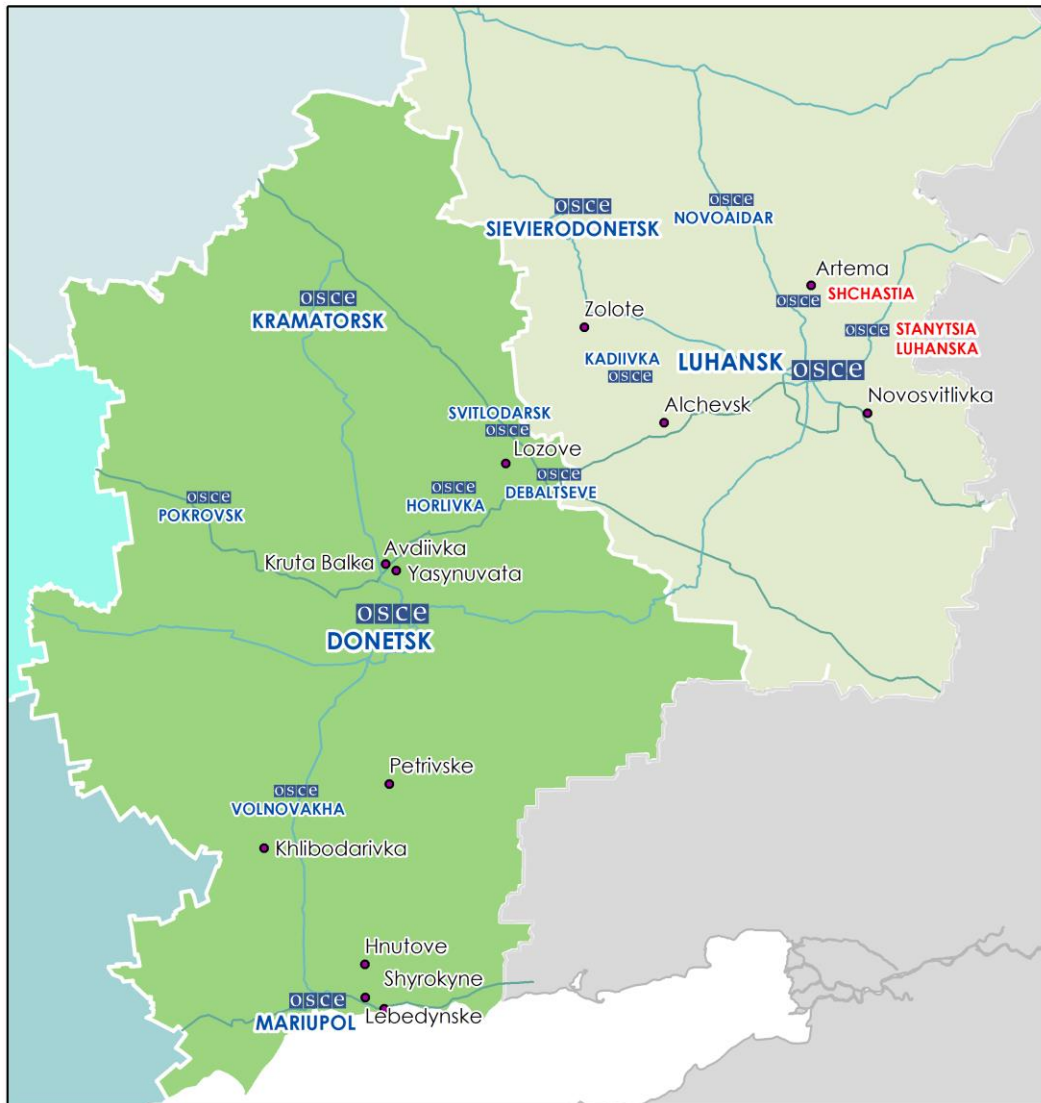 osce
SIEVIERODONETSK
osce
NOVOAIDAR
Artema
osce
SHCHASTIA
osce
KRAMATORSK
Zolote
osce
STANYTSIA
LUHANSKA
KADIIVKA
osce
LUHANSK
osce
Novosvitlivka
Alchevsk
SVITLODARSK
osce
Lozove
osce
DEBALTSEVE
osce
HORLIVKA
osce
POKROVSK
Avdiivka
Kruta Balka
Yasynuvata
osce
DONETSK
Petrivske
osce
VOLNOVAKHA
Khlibodarivka
Hnutove
Shyrokyne
osce
MARIUPOL
Lebedynske